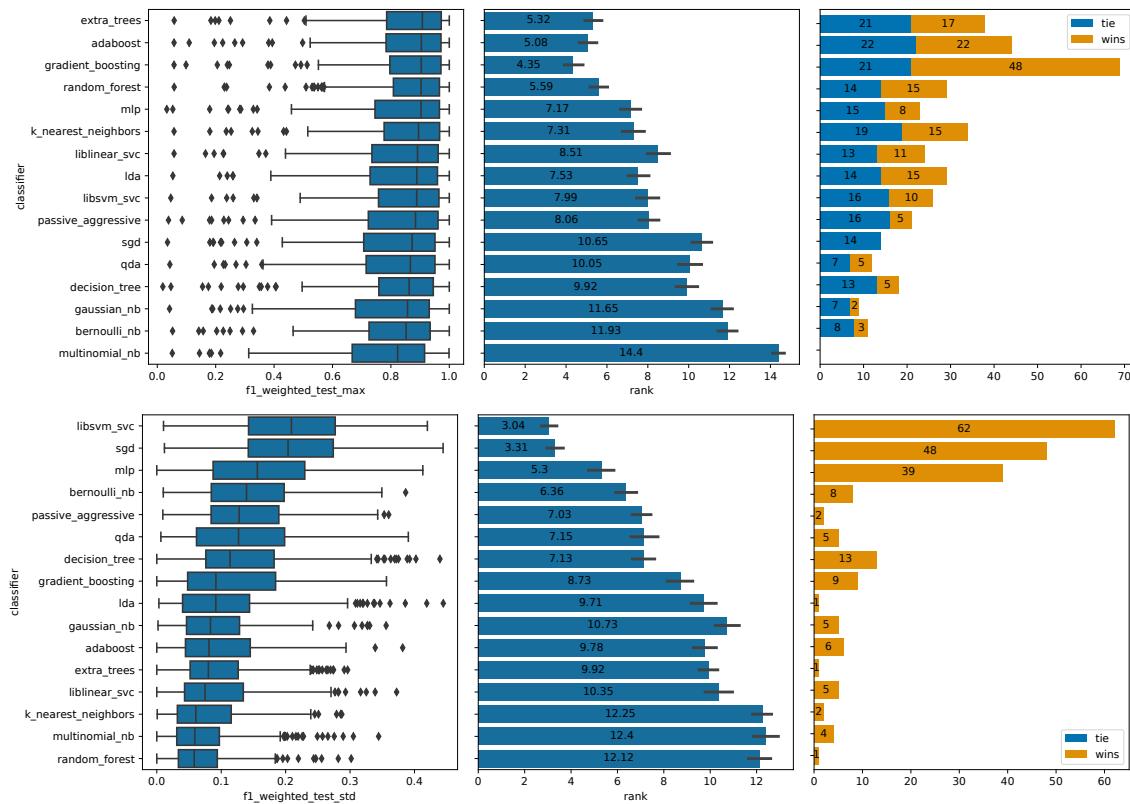 classifier
extra_trees
adaboost
gradient_boosting
random_forest
mlp
k_nearest_neighbors
liblinear_svc
lda
libsvm_svc
passive_aggressive
sgd
qda
decision_tree
gaussian_nb
bernoulli_nb
multinomial_nb
0.0 0.2 0.4 0.6 0.8 1.0
f1_weighted_test_max
5.32
5.08
4.35
5.59
7.17
7.31
8.51
7.53
7.99
8.06
10.65
10.05
9.92
11.65
11.93
14.4
0 2 4 6 8 10 12 14
rank
tie
wins
21 17
22 22
21 48
14 15
15 8
19 15
13 11
14 15
16 10
16 5
14
7 5
13 5
7 2
8 3
0 10 20 30 40 50 60 70
classifier
libsvm_svc
sgd
mlp
bernoulli_nb
passive_aggressive
qda
decision_tree
gradient_boosting
lda
gaussian_nb
adaboost
extra_trees
liblinear_svc
k_nearest_neighbors
multinomial_nb
random_forest
0.0 0.1 0.2 0.3 0.4
f1_weighted_test_std
3.04
3.31
5.3
6.36
7.03
7.15
7.13
8.73
9.71
10.73
9.78
9.92
10.35
12.25
12.4
12.12
0 2 4 6 8 10 12
rank
62
48
39
8
2
5
13
9
1
5
6
1
5
2
4
1
tie
wins
0 10 20 30 40 50 60